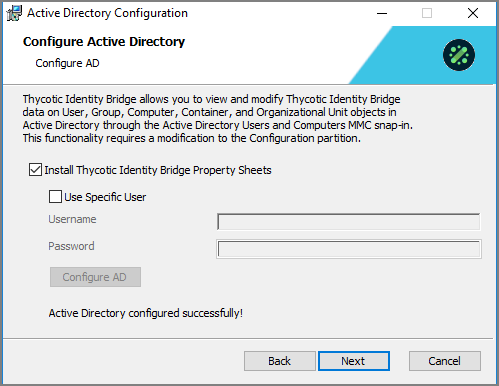 Active Directory Configuration
Configure Active Directory
Configure AD
Thycotic Identity Bridge allows you to view and modify Thycotic Identity Bridge
data on User, Group, Computer, Container, and Organizational Unit objects in
Active Directory through the Active Directory Users and Computers MMC snap-in.
This functionality requires a modification to the Configuration partition.
Install Thycotic Identity Bridge Property Sheets
Use Specific User
Username
Password
Configure AD
Active Directory configured successfully!
Back
Next
Cancel